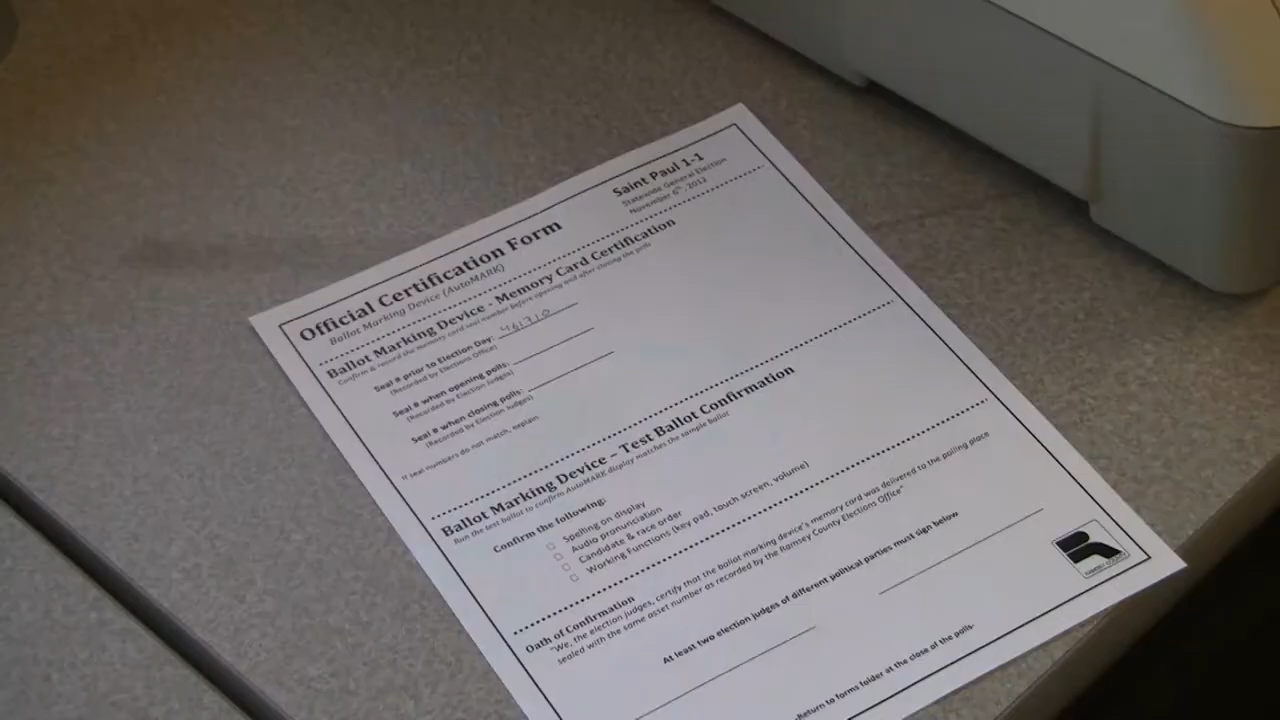 Saint Paul 1-1
Statewide General Election
November 6th, 2012
Official Certification Form
Ballot Marking Device (AutoMARK)
Ballot Marking Device - Memory Card Certification
Confirm & record the memory card seal number before opening and after closing the polls
Seal # prior to Election Day: 461310
(Recorded by Elections Office)
Seal # when opening polls:
(Recorded by Election Judges)
Seal # when closing polls:
(Recorded by Election Judges)
If seal numbers do not match, explain
Ballot Marking Device – Test Ballot Confirmation
Run the test ballot to confirm AutoMARK display matches the sample ballot
Confirm the following:
Spelling on display
Audio pronunciation
Candidate & race order
Working Functions (key pad, touch screen, volume)
Oath of Confirmation
"We, the election judges, certify that the ballot marking device's memory card was delivered to the polling place
sealed with the same asset number as recorded by the Ramsey County Elections Office"
At least two election judges of different political parties must sign below
RAMSEY COUNTY
-Return to forms folder at the close of the polls-